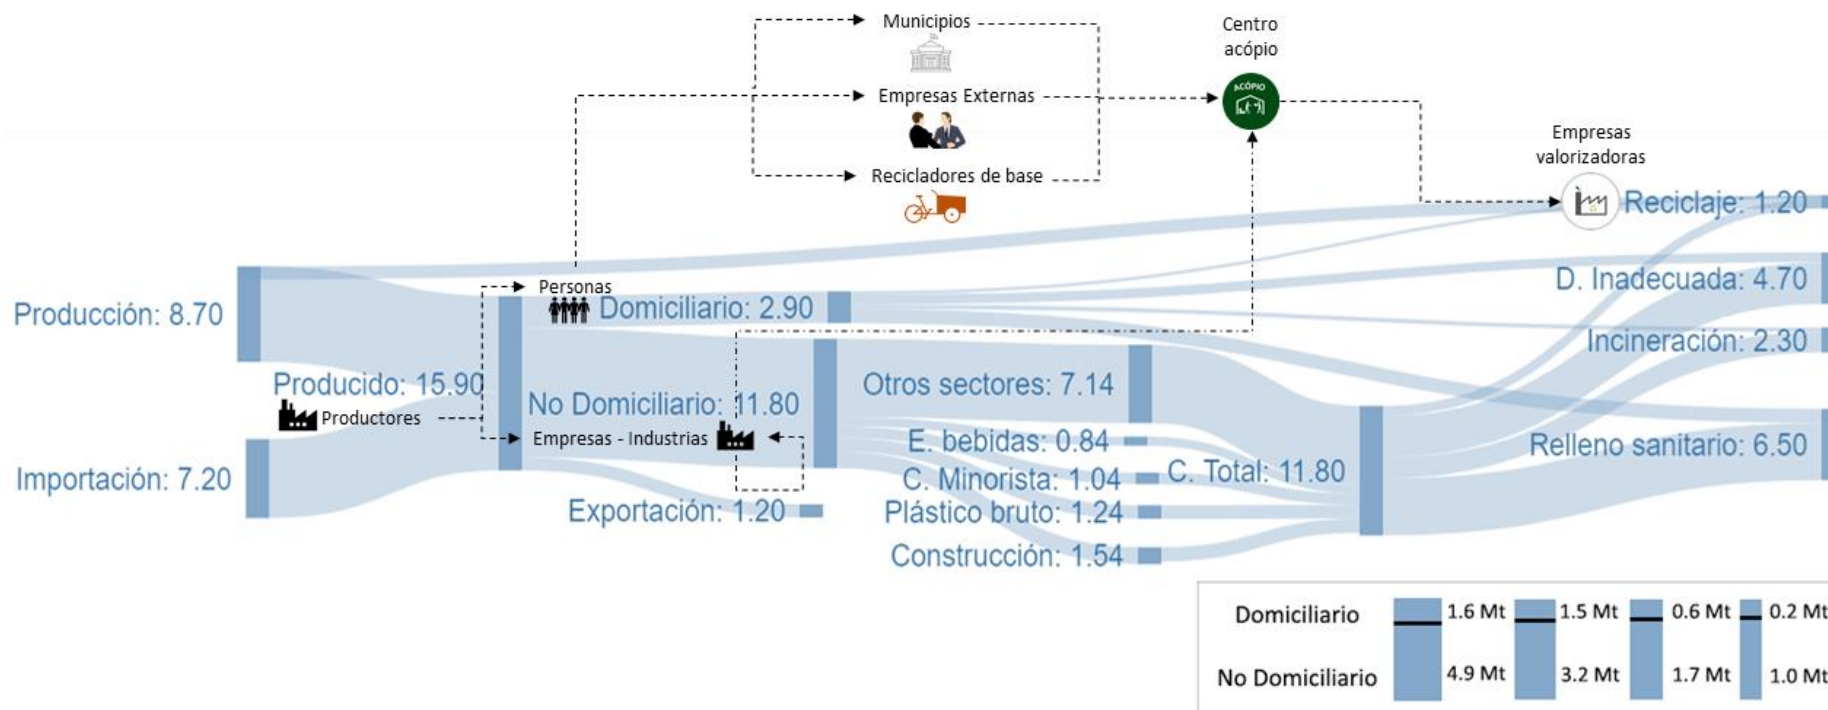 Municipios
Empresas Externas
Recicladores de base
Centro
acópio
ACÓPIO
Empresas
valorizadoras
Reciclaje: 1.20
D. Inadecuada: 4.70
Incineración: 2.30
Relleno sanitario: 6.50
Producción: 8.70
Personas
Domiciliario: 2.90
Producido: 15.90
Productores
No Domiciliario: 11.80
Empresas - Industrias
Importación: 7.20
Exportación: 1.20
Otros sectores: 7.14
E. bebidas: 0.84
C. Minorista: 1.04
Plástico bruto: 1.24
Construcción: 1.54
C. Total: 11.80
Domiciliario 1.6 Mt 1.5 Mt 0.6 Mt 0.2 Mt
No Domiciliario 4.9 Mt 3.2 Mt 1.7 Mt 1.0 Mt